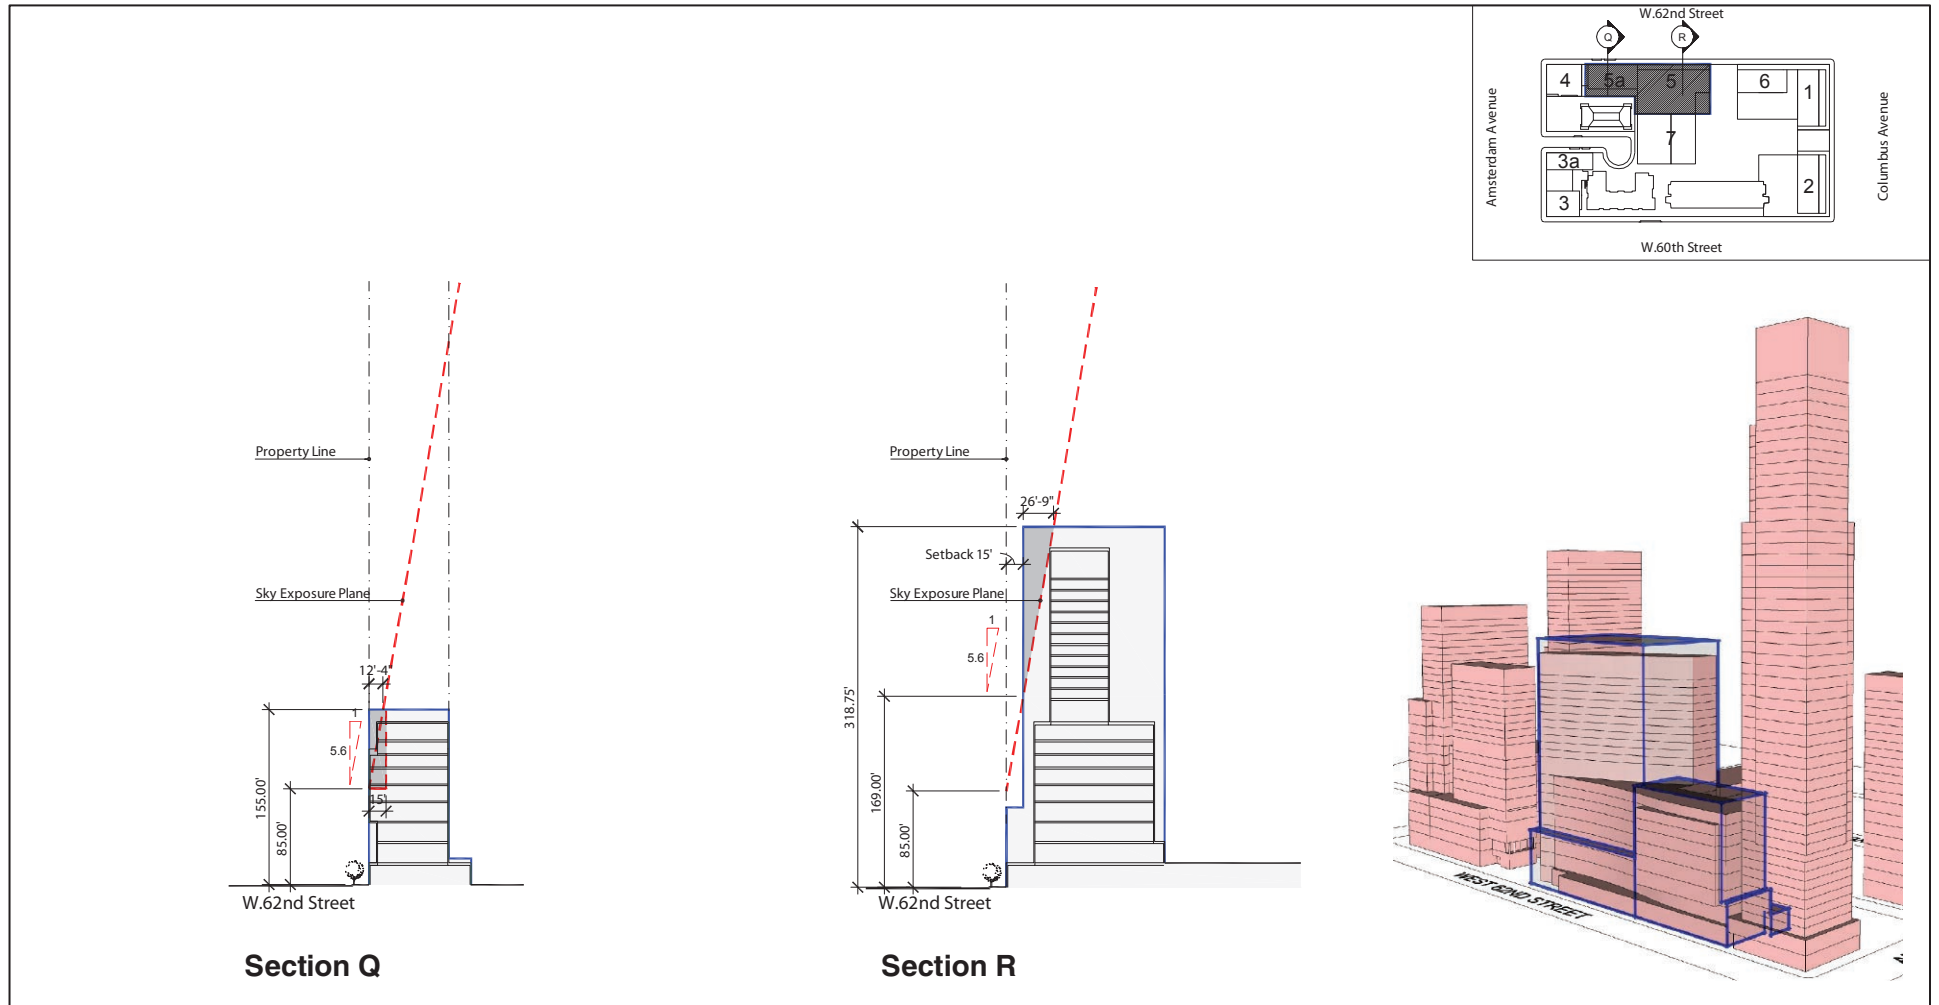 W.62nd Street
Q
R
4
5a
5
6
1
7
3a
3
2
Amsterdam Avenue
Columbus Avenue
W.60th Street
Property Line
Sky Exposure Plane
12'-4"
1
5.6
15'
155.00'
85.00'
W.62nd Street
Section Q
Property Line
26'-9"
Setback 15'
Sky Exposure Plane
1
5.6
318.75'
169.00'
85.00'
W.62nd Street
Section R
WEST 62ND STREET